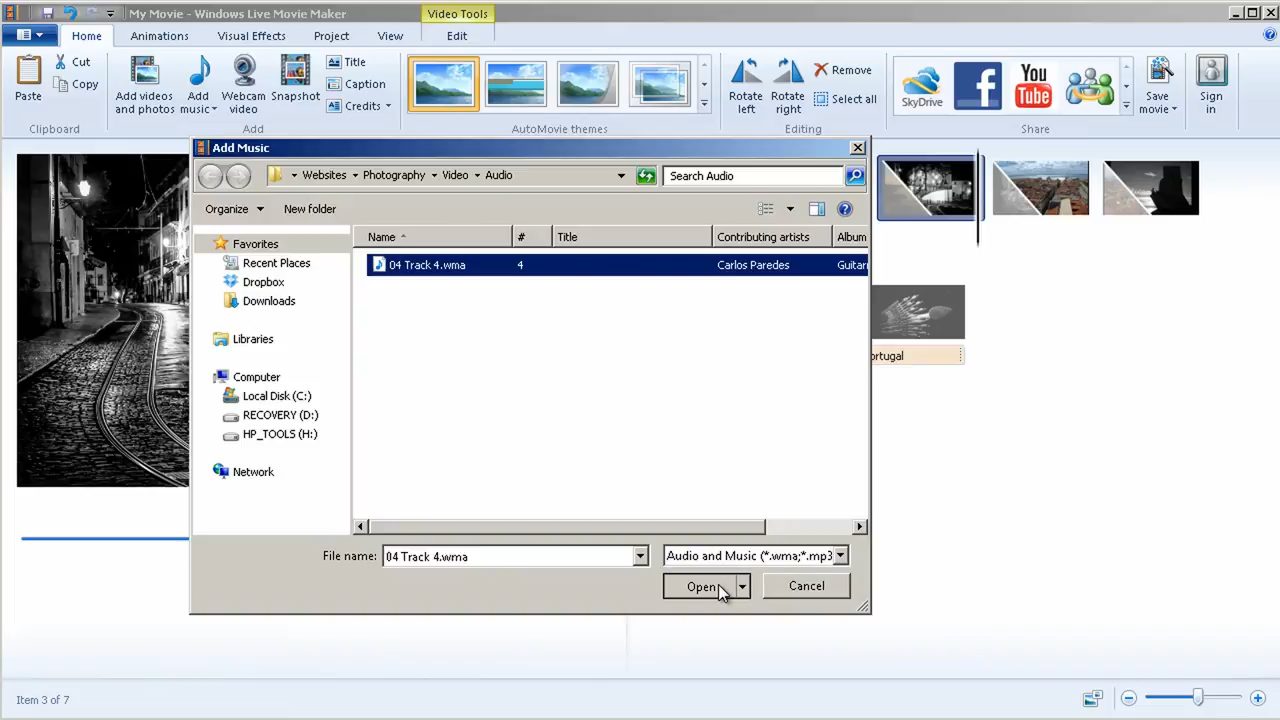 My Movie - Windows Live Movie Maker
Video Tools
Home
Animations
Visual Effects
Project
View
Edit
Paste
Cut
Copy
Clipboard
Add videos
and photos
Add
music
Webcam
video
Snapshot
Title
Caption
Credits
Add
AutoMovie themes
Rotate
left
Rotate
right
Remove
Select all
Editing
SkyDrive
f
You
Tube
Share
Save
movie
Sign
in
Add Music
Websites
Photography
Video
Audio
Search Audio
Organize
New folder
Name
#
Title
Contributing artists
Album
04 Track 4.wma
4
Carlos Paredes
Guitar
Favorites
Recent Places
Dropbox
Downloads
Libraries
Computer
Local Disk (C:)
RECOVERY (D:)
HP_TOOLS (H:)
Network
ortugal
File name:
04 Track 4.wma
Audio and Music (*.wma;*.mp3
Open
Cancel
Item 3 of 7